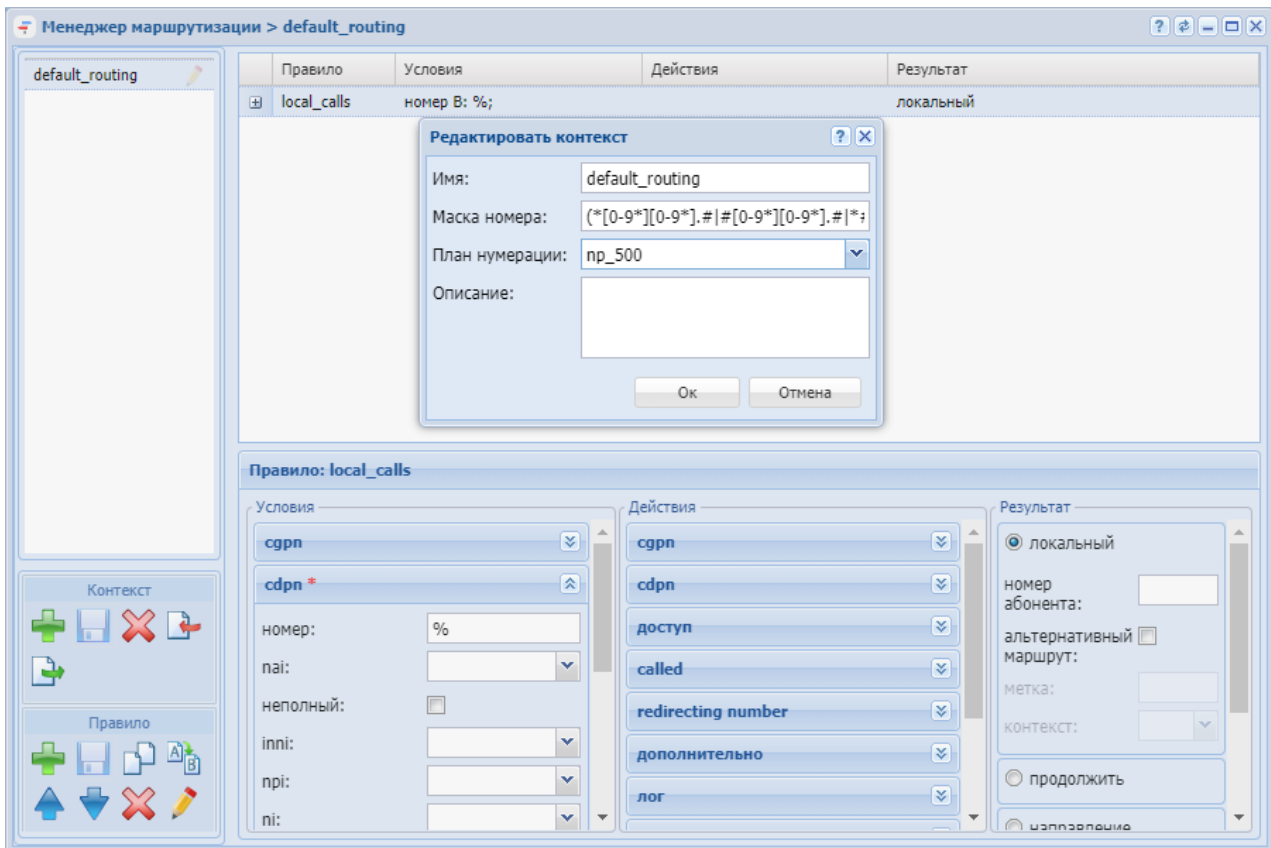 Менеджер маршрутизации > default_routing
default_routing
Правило Условия Действия Результат
local_calls номер B: %; локальный
Редактировать контекст
Имя: default_routing
Маска номера: (*[0-9*][0-9*].#|#[0-9*][0-9*].#|*#
План нумерации: np_500
Описание:
Ок Отмена
Правило: local_calls
Условия
cgpn
cdpn *
номер: %
nai:
неполный:
inni:
npi:
ni:
Действия
cgpn
cdpn
доступ
called
redirecting number
дополнительно
лог
Результат
локальный
номер
абонента:
альтернативный
маршрут:
метка:
контекст:
продолжить
направление
Контекст
Правило